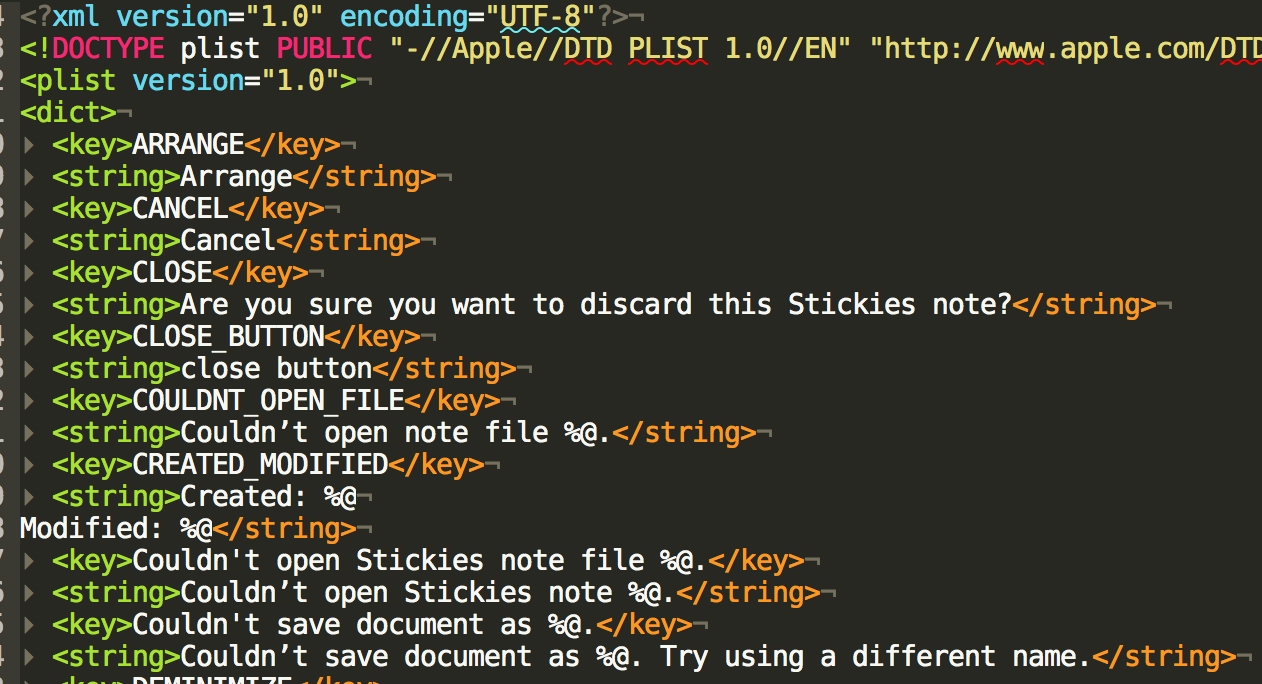 <?xml version="1.0" encoding="UTF-8"?>¬
<!DOCTYPE plist PUBLIC "-//Apple//DTD PLIST 1.0//EN" "http://www.apple.com/DTD
<plist version="1.0">¬
<dict>¬
<key>ARRANGE</key>¬
<string>Arrange</string>¬
<key>CANCEL</key>¬
<string>Cancel</string>¬
<key>CLOSE</key>¬
<string>Are you sure you want to discard this Stickies note?</string>¬
<key>CLOSE_BUTTON</key>¬
<string>close button</string>¬
<key>COULDNT_OPEN_FILE</key>¬
<string>Couldn’t open note file %@.</string>¬
<key>CREATED_MODIFIED</key>¬
<string>Created: %@¬
Modified: %@</string>¬
<key>Couldn't open Stickies note file %@.</key>¬
<string>Couldn’t open Stickies note %@.</string>¬
<key>Couldn't save document as %@.</key>¬
<string>Couldn’t save document as %@. Try using a different name.</string>¬
<key>DEMINIMIZE</key>